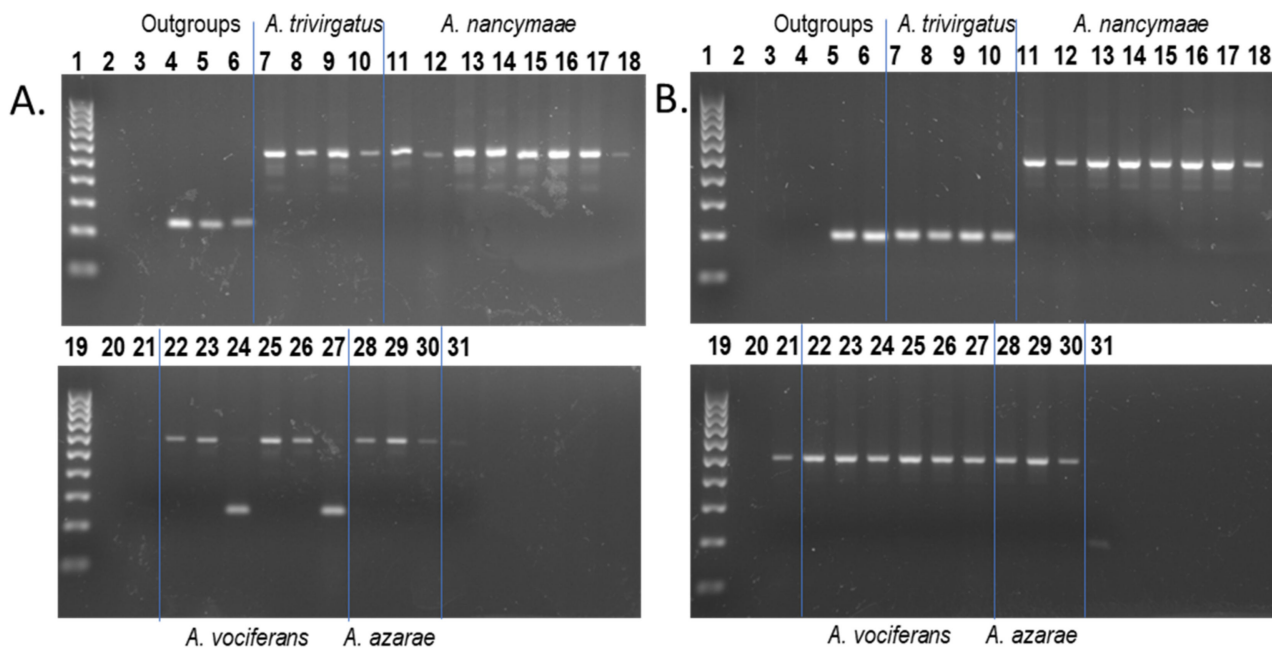 Outgroups A. trivirgatus A. nancymaae
1 2 3 4 5 6 7 8 9 10 11 12 13 14 15 16 17 18
A.
19 20 21 22 23 24 25 26 27 28 29 30 31
A. vociferans A. azarae
Outgroups A. trivirgatus A. nancymaae
1 2 3 4 5 6 7 8 9 10 11 12 13 14 15 16 17 18
B.
19 20 21 22 23 24 25 26 27 28 29 30 31
A. vociferans A. azarae